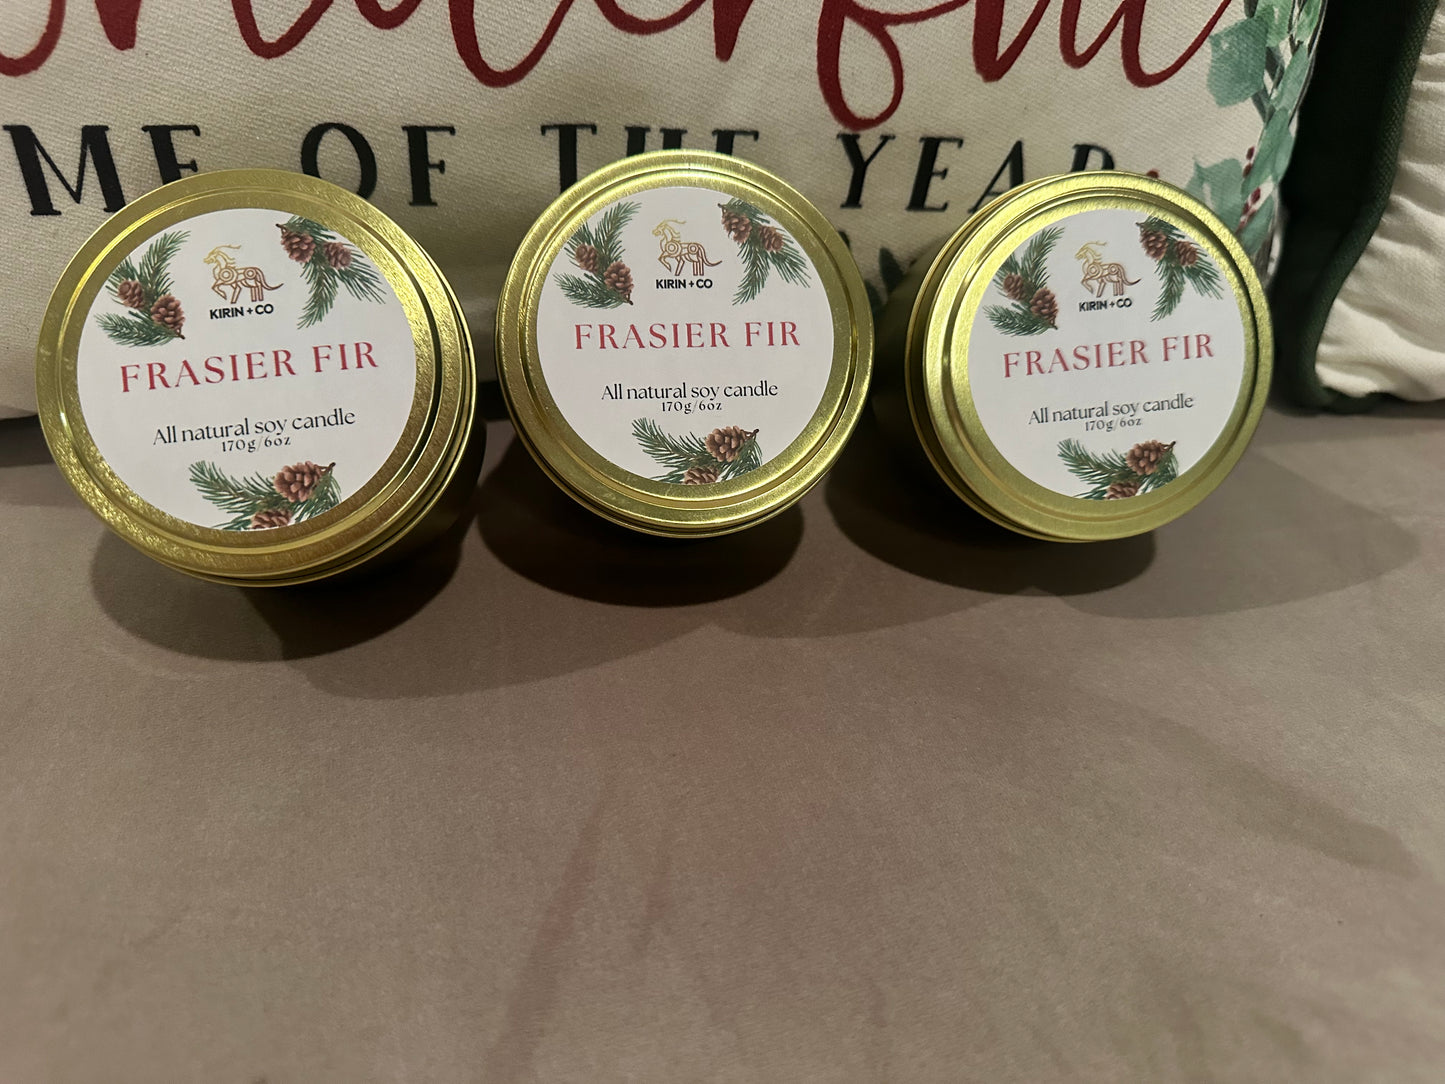 ME OF THE YEAR
KIRIN + CO
FRASIER FIR
All natural soy candle
170g/6oz
KIRIN + CO
FRASIER FIR
All natural soy candle
170g/6oz
KIRIN + CO
FRASIER FIR
All natural soy candle
170g/6oz